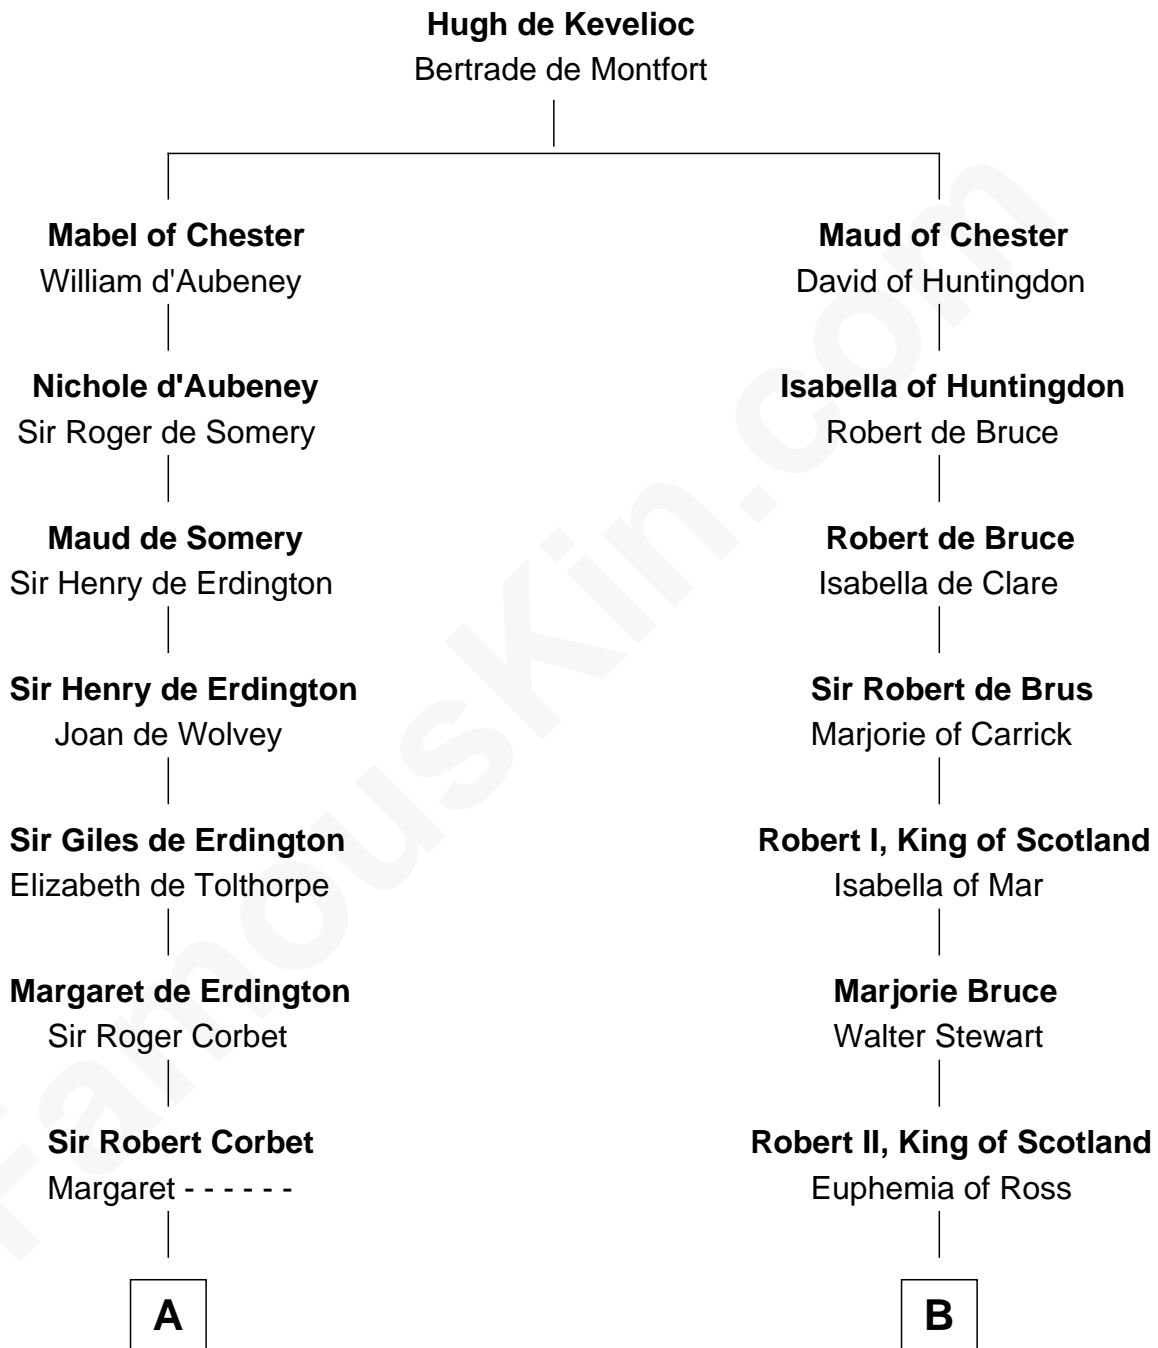 Hugh de Kevelioc
Bertrade de Montfort
Mabel of Chester
William d'Aubeney
Maud of Chester
David of Huntingdon
Nichole d'Aubeney
Sir Roger de Somery
Isabella of Huntingdon
Robert de Bruce
Maud de Somery
Sir Henry de Erdington
Robert de Bruce
Isabella de Clare
Sir Henry de Erdington
Joan de Wolvey
Sir Robert de Brus
Marjorie of Carrick
Sir Giles de Erdington
Elizabeth de Tolthorpe
Robert I, King of Scotland
Isabella of Mar
Margaret de Erdington
Sir Roger Corbet
Marjorie Bruce
Walter Stewart
Sir Robert Corbet
Margaret - - - - - -
Robert II, King of Scotland
Euphemia of Ross
A
B
FamousKin.com